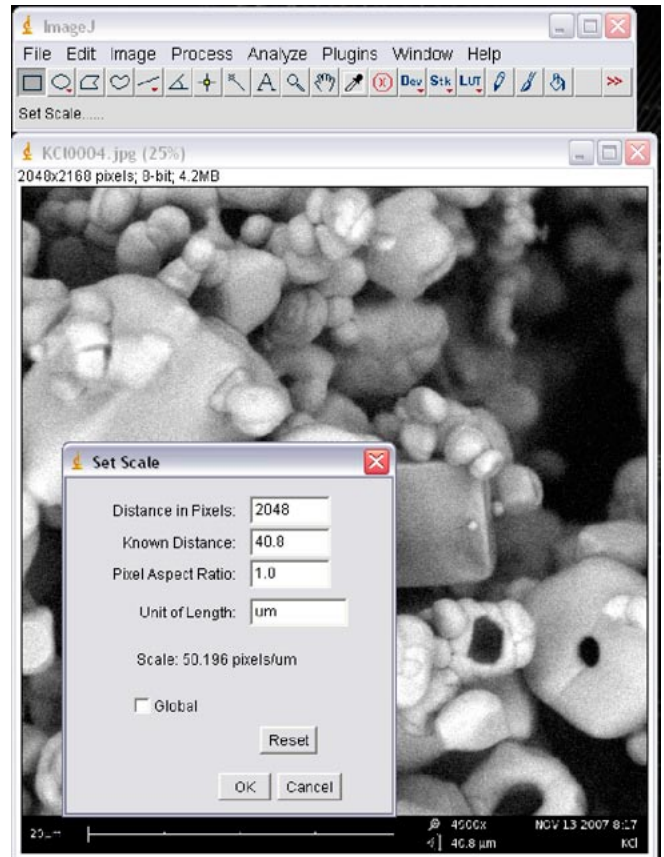 ImageJ
File Edit Image Process Analyze Plugins Window Help
A Dev Stk LUT >>
Set Scale......
KCl0004.jpg (25%)
2048x2168 pixels; 8-bit; 4.2MB
Set Scale
Distance in Pixels: 2048
Known Distance: 40.8
Pixel Aspect Ratio: 1.0
Unit of Length: um
Scale: 50.196 pixels/um
Global
Reset
OK Cancel
NOV 13 2007 8:17
40.8 µm KCl